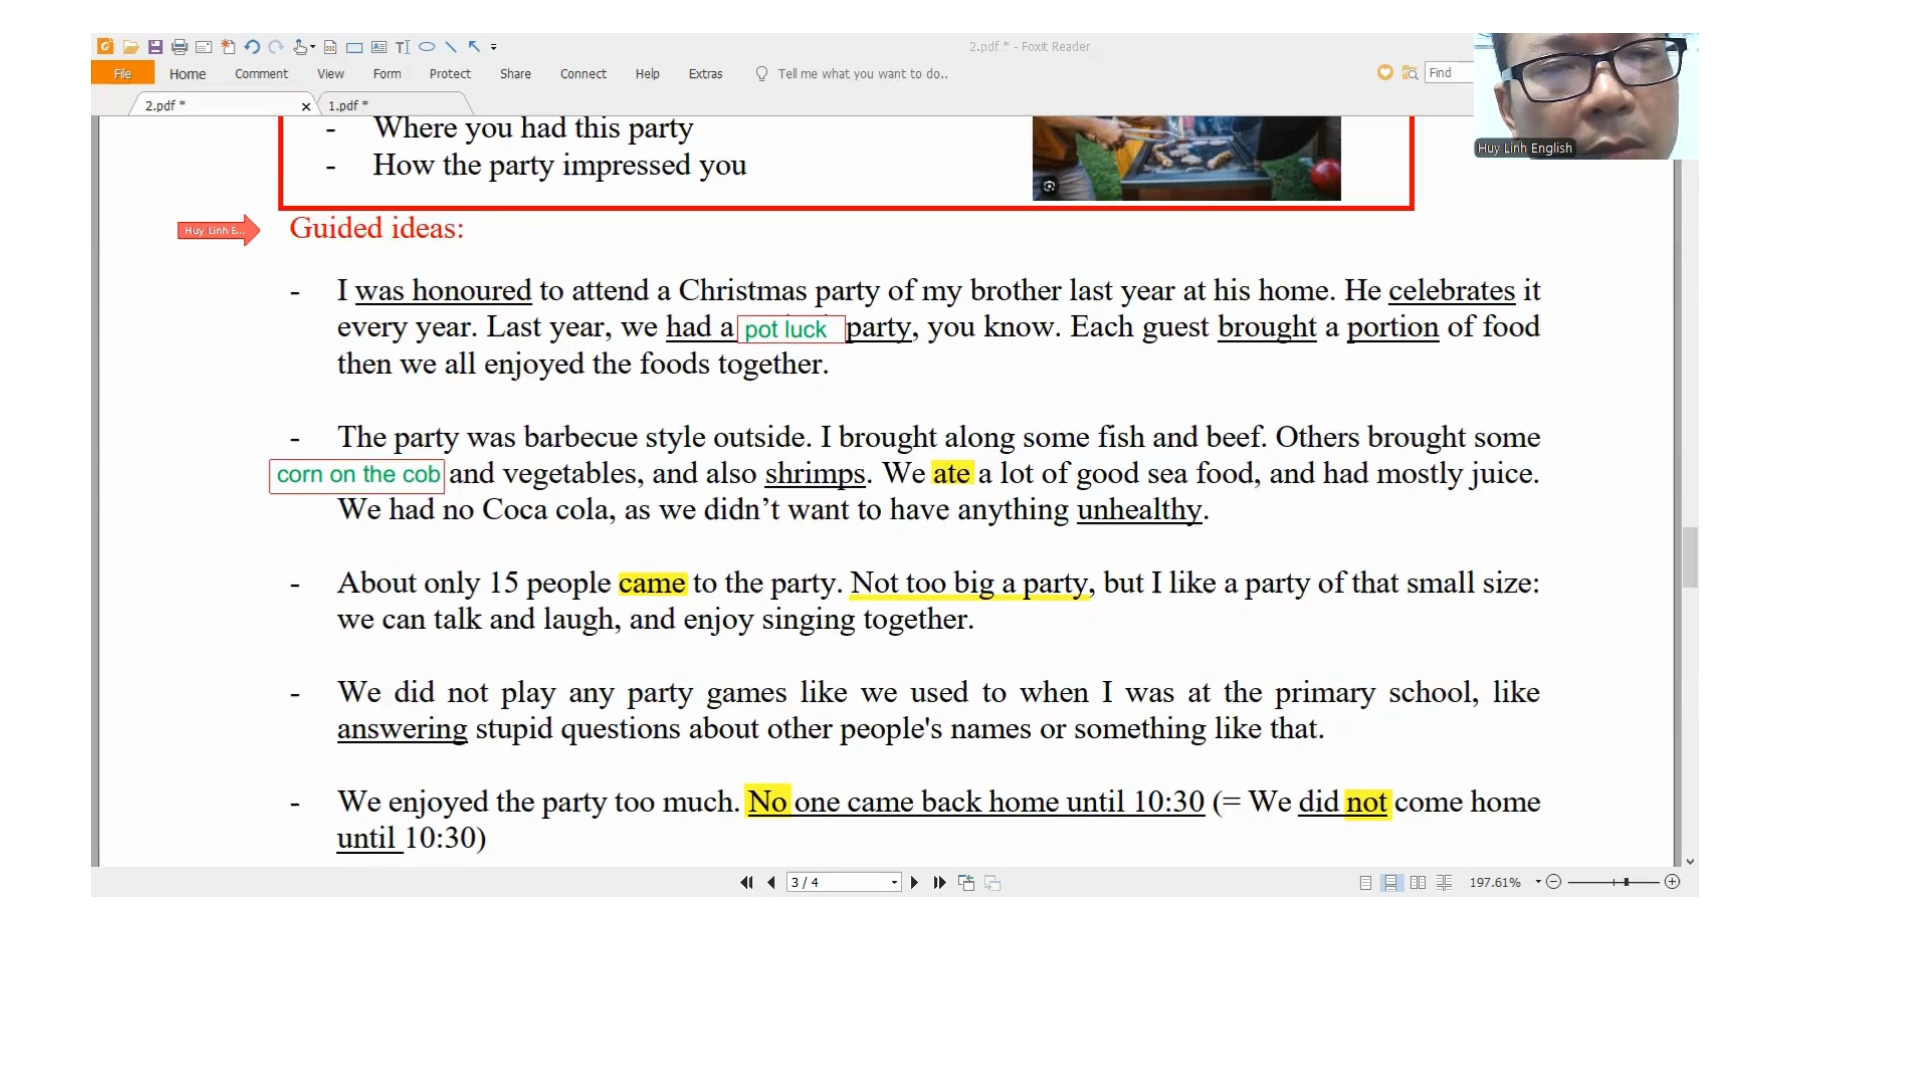 2.pdf * - Foxit Reader
File Home Comment View Form Protect Share Connect Help Extras Tell me what you want to do.. Find
2.pdf * 1.pdf *
Huy Linh English
- Where you had this party
- How the party impressed you
Huy Linh E...
Guided ideas:
- I was honoured to attend a Christmas party of my brother last year at his home. He celebrates it
every year. Last year, we had a pot luck party, you know. Each guest brought a portion of food
then we all enjoyed the foods together.
- The party was barbecue style outside. I brought along some fish and beef. Others brought some
corn on the cob and vegetables, and also shrimps. We ate a lot of good sea food, and had mostly juice.
We had no Coca cola, as we didn’t want to have anything unhealthy.
- About only 15 people came to the party. Not too big a party, but I like a party of that small size:
we can talk and laugh, and enjoy singing together.
- We did not play any party games like we used to when I was at the primary school, like
answering stupid questions about other people's names or something like that.
- We enjoyed the party too much. No one came back home until 10:30 (= We did not come home
until 10:30)
3 / 4
197.61%